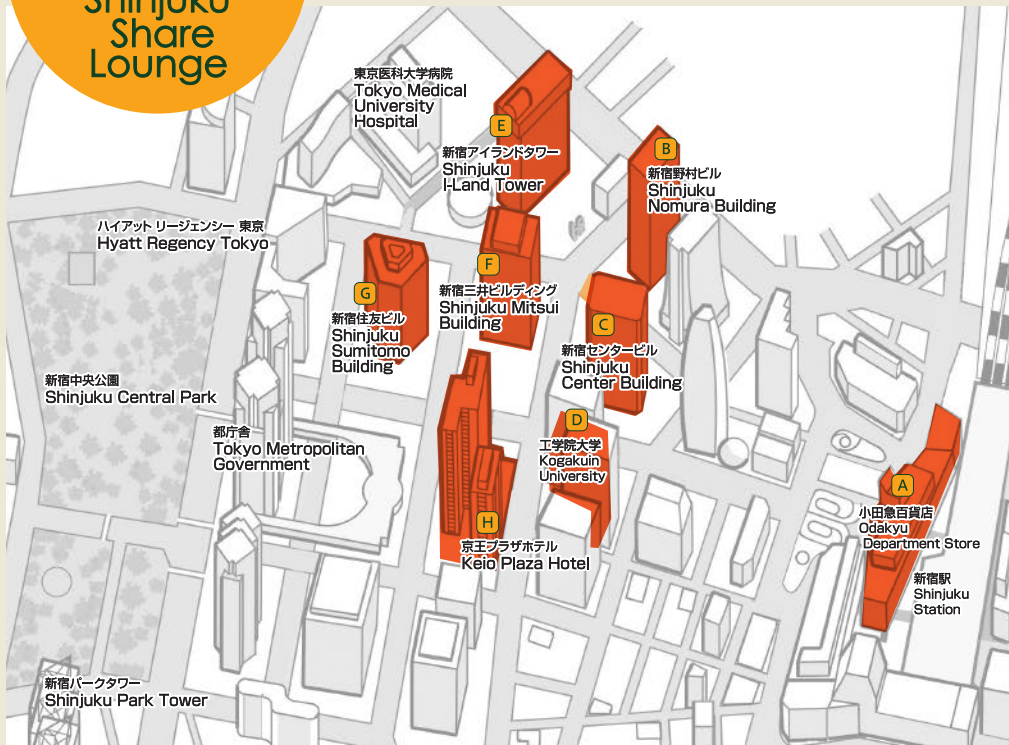 Shinjuku
Share
Lounge
東京医科大学病院
Tokyo Medical
University
Hospital
E
新宿アイランドタワー
Shinjuku
I-Land Tower
B
新宿野村ビル
Shinjuku
Nomura Building
ハイアット リージェンシー 東京
Hyatt Regency Tokyo
F
新宿三井ビルディング
Shinjuku Mitsui
Building
G
新宿住友ビル
Shinjuku
Sumitomo
Building
C
新宿センタービル
Shinjuku
Center Building
新宿中央公園
Shinjuku Central Park
都庁舎
Tokyo Metropolitan
Government
D
工学院大学
Kogakuin
University
A
小田急百貨店
Odakyu
Department Store
H
京王プラザホテル
Keio Plaza Hotel
新宿駅
Shinjuku
Station
新宿パークタワー
Shinjuku Park Tower